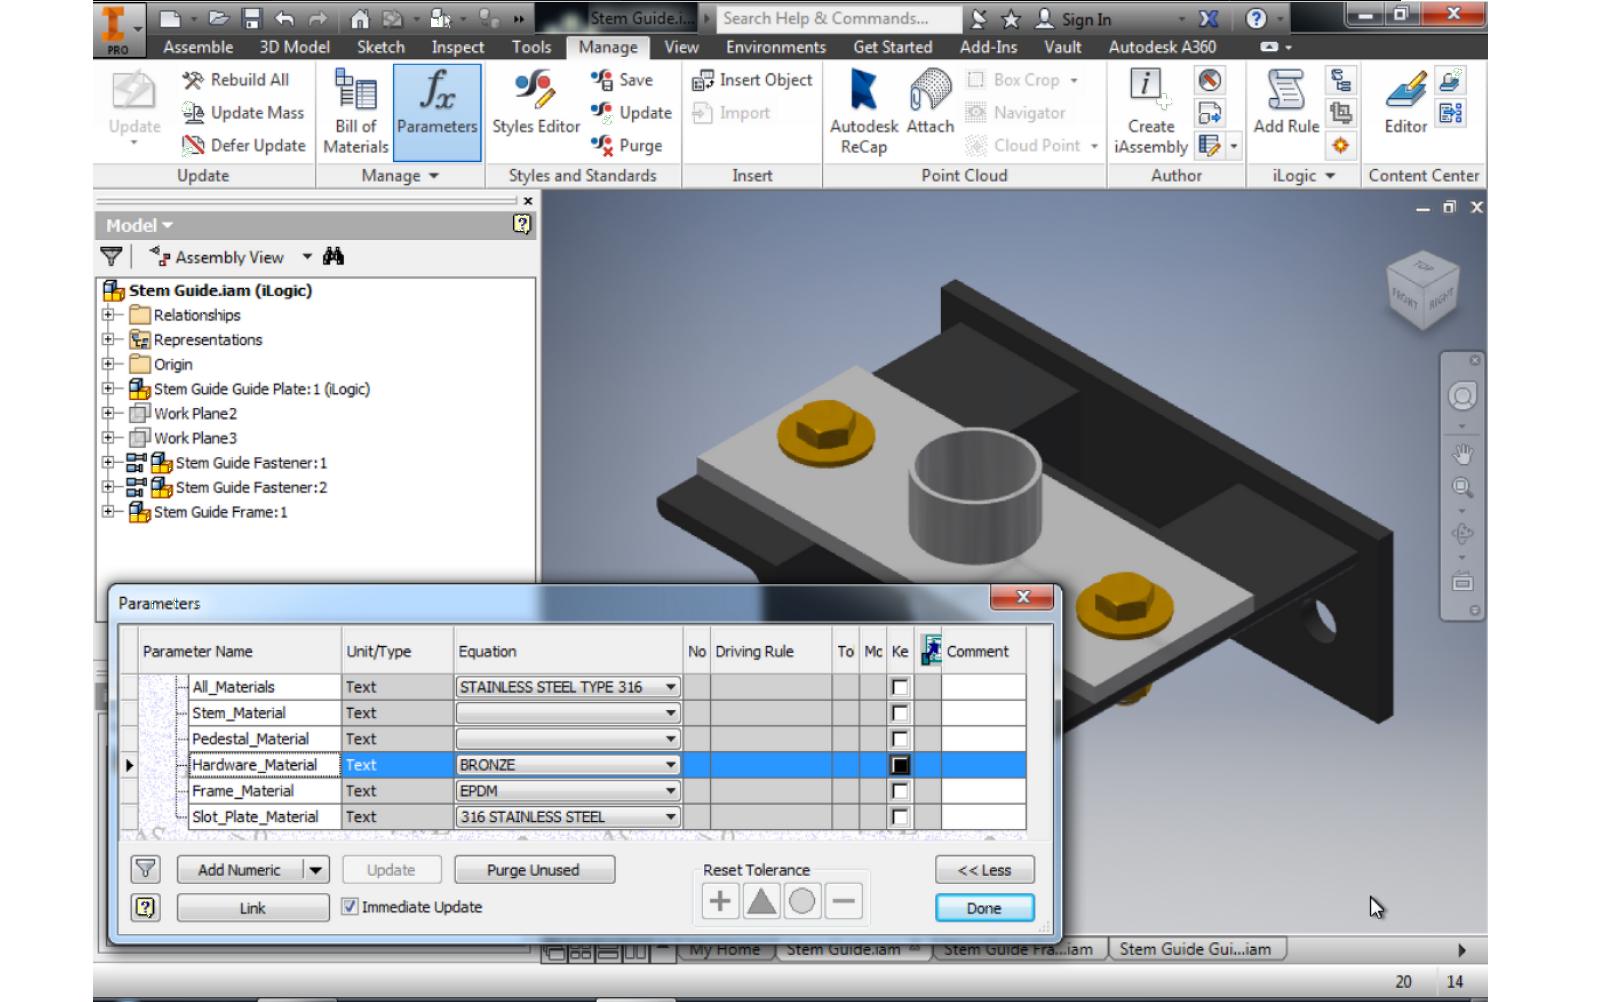 PRO
Stem Guide.i...
Search Help & Commands...
Sign In
Assemble 3D Model Sketch Inspect Tools Manage View Environments Get Started Add-Ins Vault Autodesk A360
Update
Rebuild All
Update Mass
Defer Update
Update
Bill of Materials
Parameters
Manage
Styles Editor
Save
Update
Purge
Styles and Standards
Insert Object
Import
Insert
Autodesk ReCap
Attach
Box Crop
Navigator
Cloud Point
Point Cloud
Create iAssembly
Author
Add Rule
iLogic
Editor
Content Center
Model
Assembly View
Stem Guide.iam (iLogic)
Relationships
Representations
Origin
Stem Guide Guide Plate:1 (iLogic)
Work Plane2
Work Plane3
Stem Guide Fastener:1
Stem Guide Fastener:2
Stem Guide Frame:1
TOP
FRONT RIGHT
Parameters
Parameter Name Unit/Type Equation No Driving Rule To Mc Ke Comment
All_Materials Text STAINLESS STEEL TYPE 316
Stem_Material Text
Pedestal_Material Text
Hardware_Material Text BRONZE
Frame_Material Text EPDM
Slot_Plate_Material Text 316 STAINLESS STEEL
Add Numeric Update Purge Unused Reset Tolerance << Less
Link Immediate Update Done
My Home Stem Guide.iam Stem Guide Fra...iam Stem Guide Gui...iam
20 14